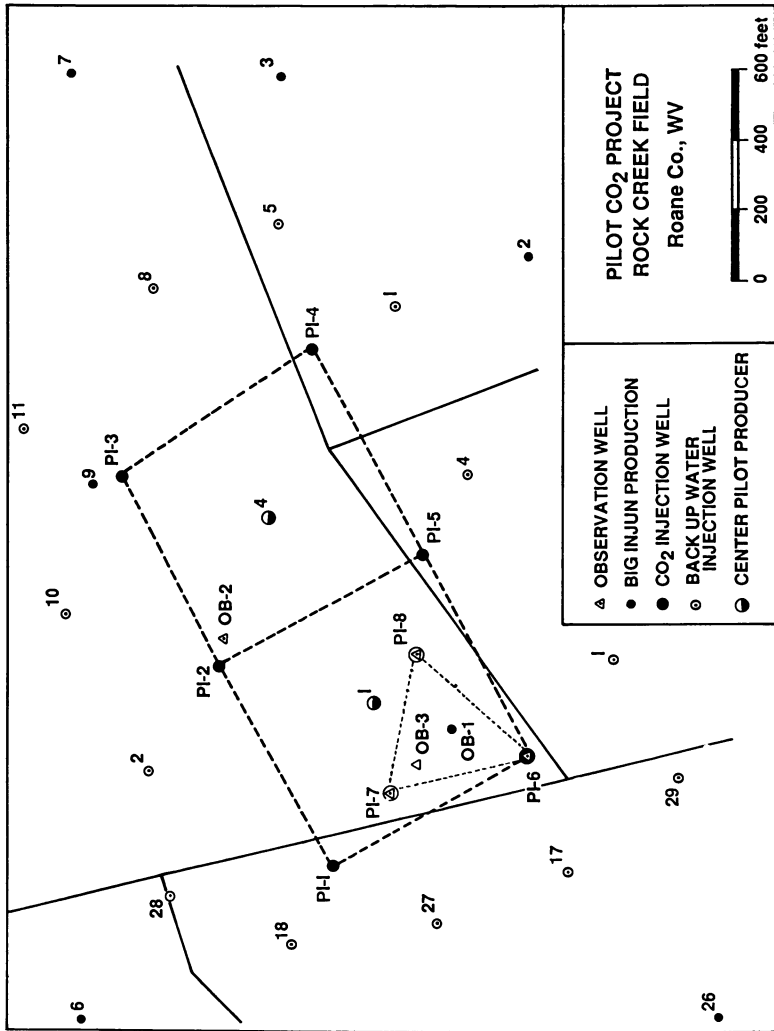 11
10
7
6
9
PI-3
2
8
28
PI-2
OB-2
4
3
5
18
PI-4
PI-1
1
PI-7
1
PI-8
OB-3
27
PI-5
OB-1
4
2
PI-6
17
1
29
26
OBSERVATION WELL
BIG INJUN PRODUCTION
CO2 INJECTION WELL
BACK UP WATER
INJECTION WELL
CENTER PILOT PRODUCER
PILOT CO2 PROJECT
ROCK CREEK FIELD
Roane Co., WV
0 200 400 600 feet